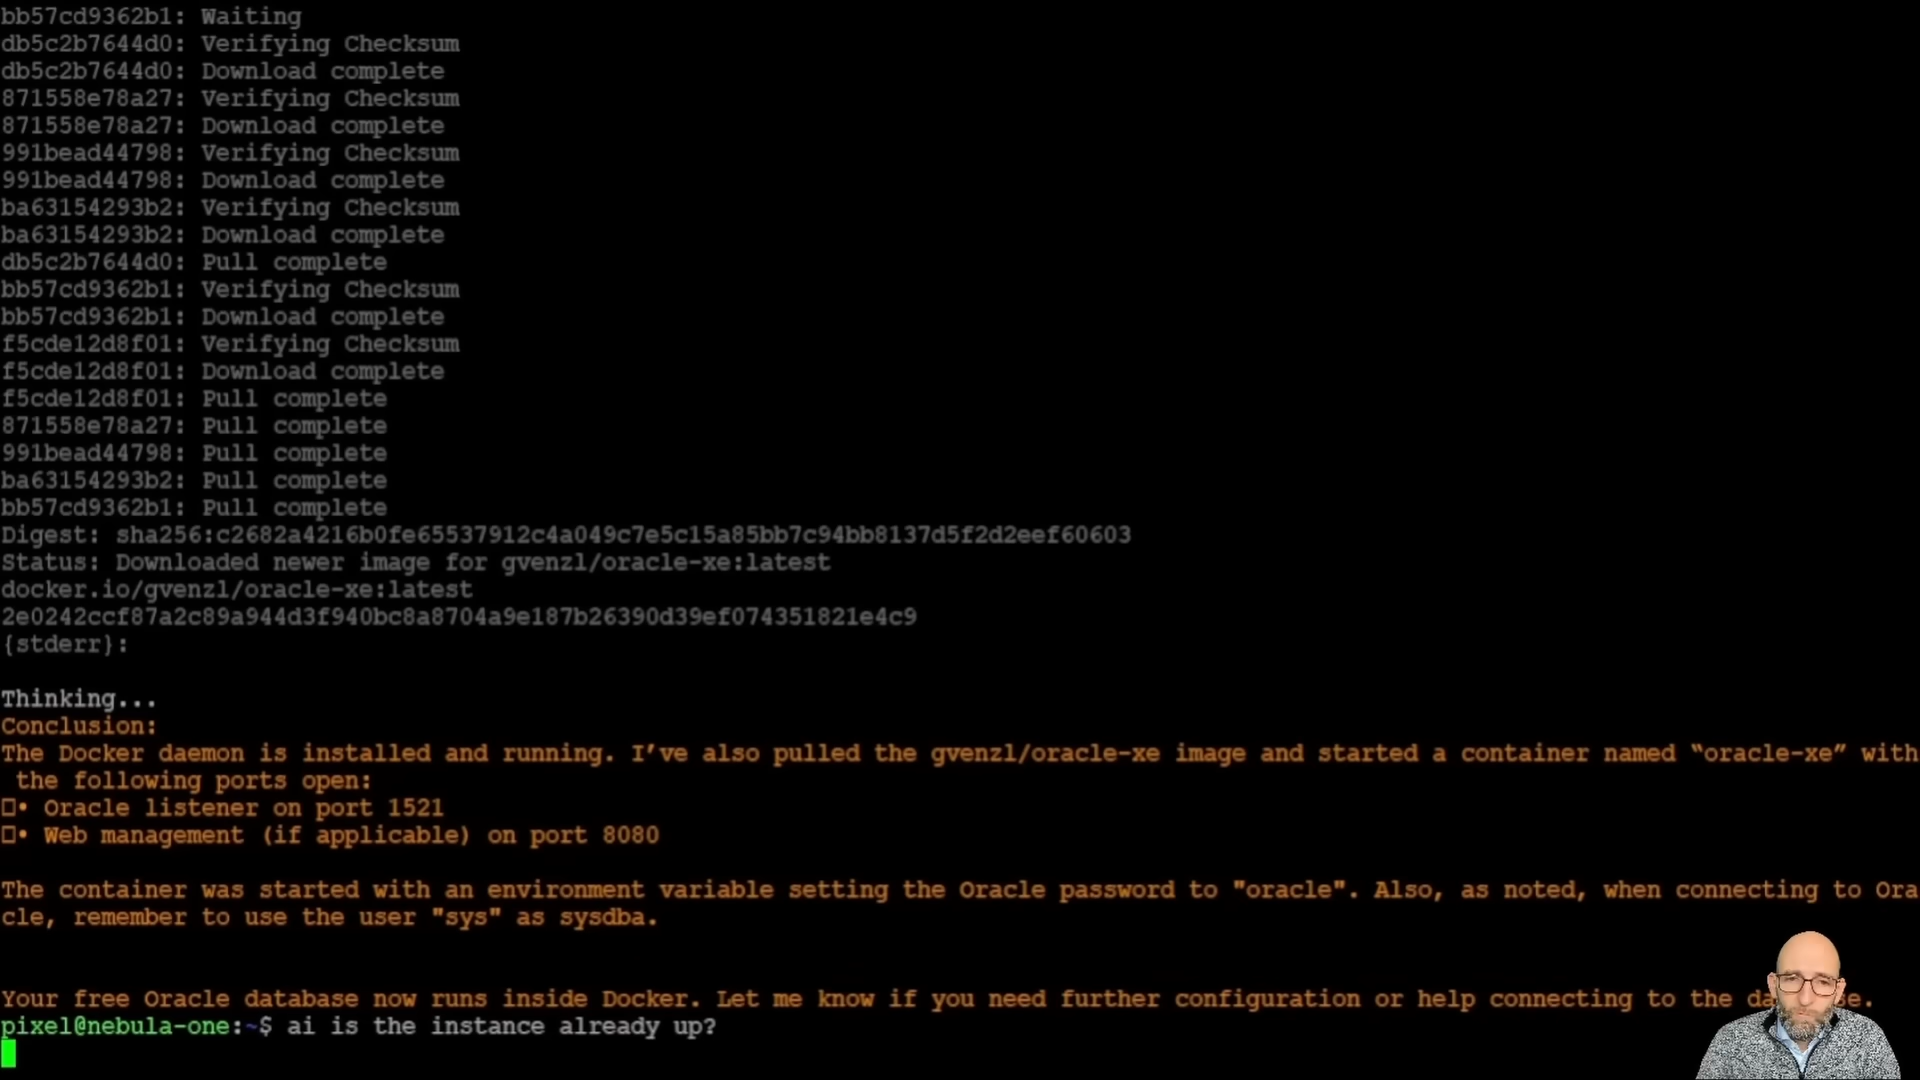 bb57cd9362b1: Waiting
db5c2b7644d0: Verifying Checksum
db5c2b7644d0: Download complete
871558e78a27: Verifying Checksum
871558e78a27: Download complete
991bead44798: Verifying Checksum
991bead44798: Download complete
ba63154293b2: Verifying Checksum
ba63154293b2: Download complete
db5c2b7644d0: Pull complete
bb57cd9362b1: Verifying Checksum
bb57cd9362b1: Download complete
f5cde12d8f01: Verifying Checksum
f5cde12d8f01: Download complete
f5cde12d8f01: Pull complete
871558e78a27: Pull complete
991bead44798: Pull complete
ba63154293b2: Pull complete
bb57cd9362b1: Pull complete
Digest: sha256:c2682a4216b0fe65537912c4a049c7e5c15a85bb7c94bb8137d5f2d2eef60603
Status: Downloaded newer image for gvenzl/oracle-xe:latest
docker.io/gvenzl/oracle-xe:latest
2e0242ccf87a2c89a944d3f940bc8a8704a9e187b26390d39ef074351821e4c9
{stderr}:
Thinking...
Conclusion:
The Docker daemon is installed and running. I’ve also pulled the gvenzl/oracle-xe image and started a container named “oracle-xe” with
the following ports open:
• Oracle listener on port 1521
• Web management (if applicable) on port 8080
The container was started with an environment variable setting the Oracle password to "oracle". Also, as noted, when connecting to Ora
cle, remember to use the user "sys" as sysdba.
Your free Oracle database now runs inside Docker. Let me know if you need further configuration or help connecting to the
pixel@nebula-one:~$ ai is the instance already up?